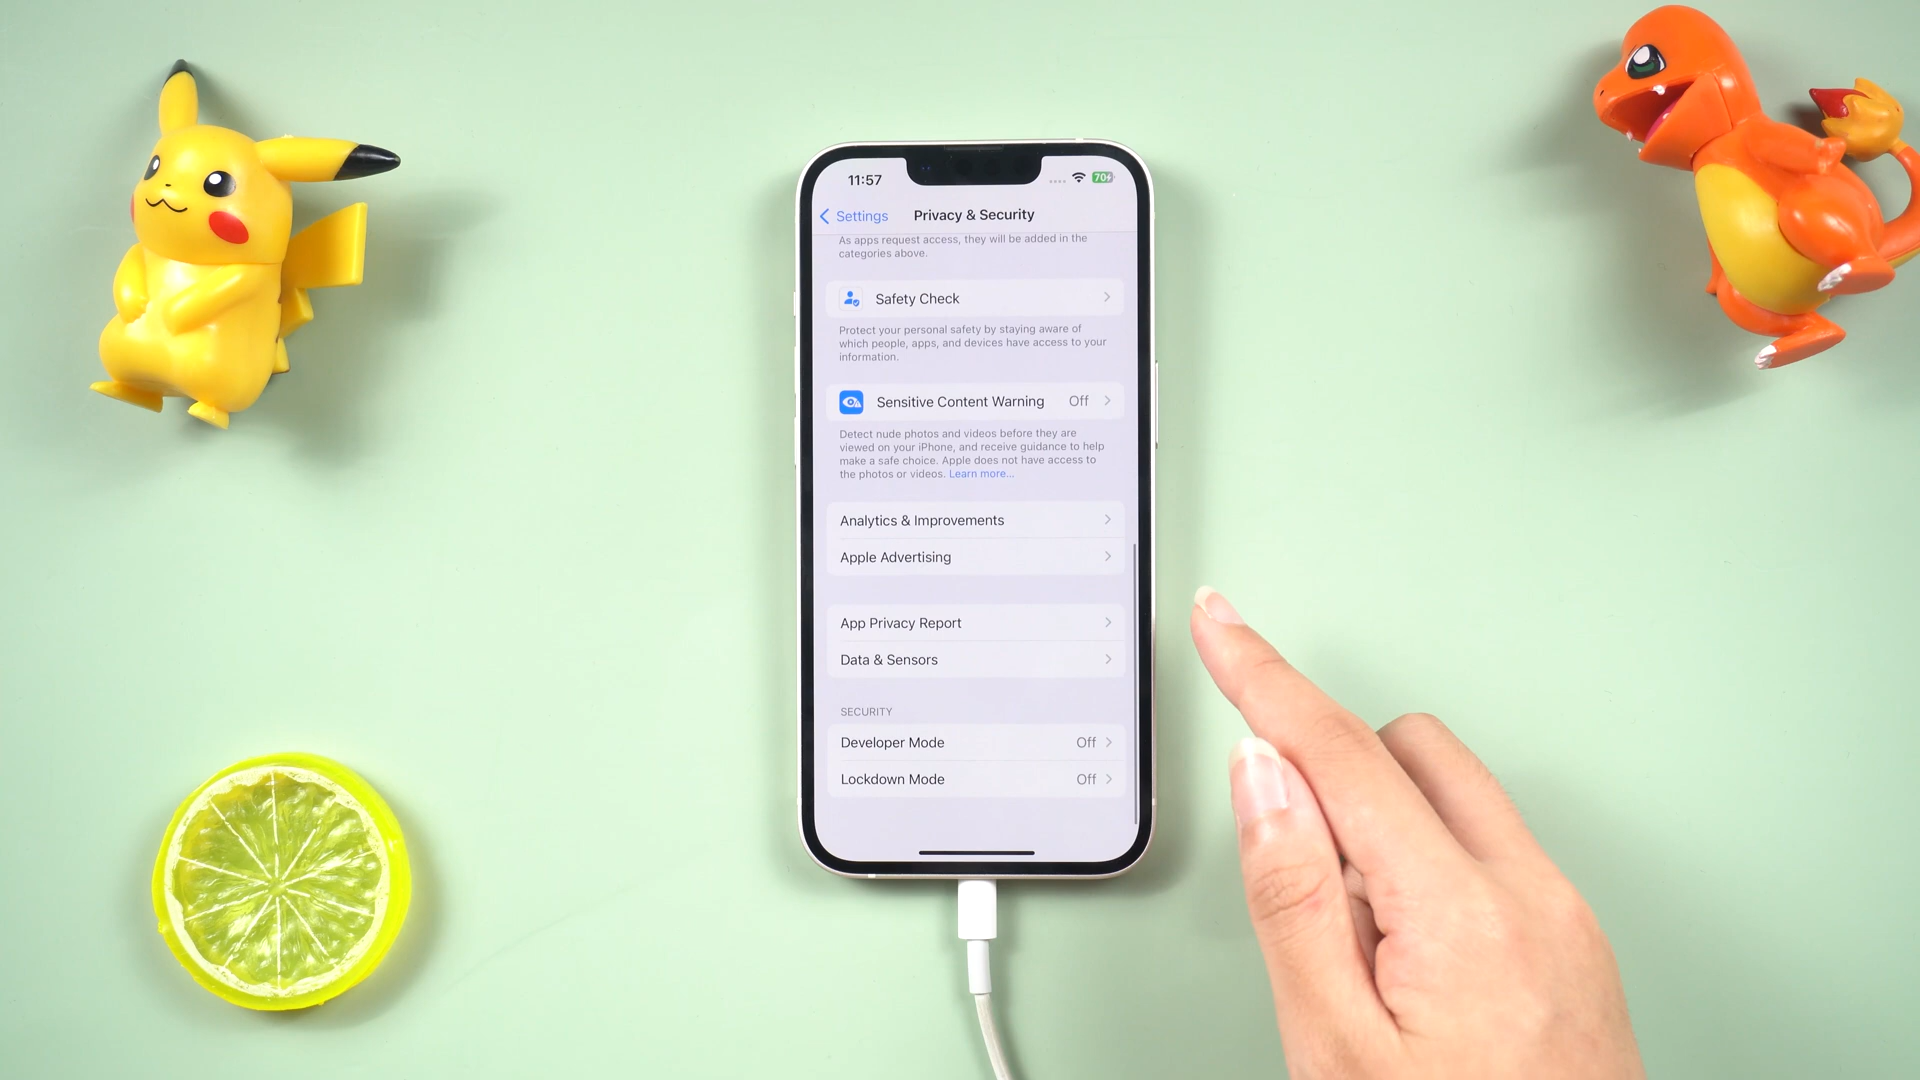 11:57
70
Settings
Privacy & Security
As apps request access, they will be added in the
categories above.
Safety Check
Protect your personal safety by staying aware of
which people, apps, and devices have access to your
information.
Sensitive Content Warning Off
Detect nude photos and videos before they are
viewed on your iPhone, and receive guidance to help
make a safe choice. Apple does not have access to
the photos or videos. Learn more...
Analytics & Improvements
Apple Advertising
App Privacy Report
Data & Sensors
SECURITY
Developer Mode Off
Lockdown Mode Off